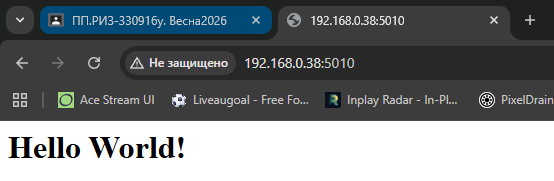 ПП.РИЗ-330916у. Весна2026
192.168.0.38:5010
Не защищено
192.168.0.38:5010
Ace Stream UI
Liveaugoal - Free Fo...
Inplay Radar - In-Pl...
PixelDrain
Hello World!